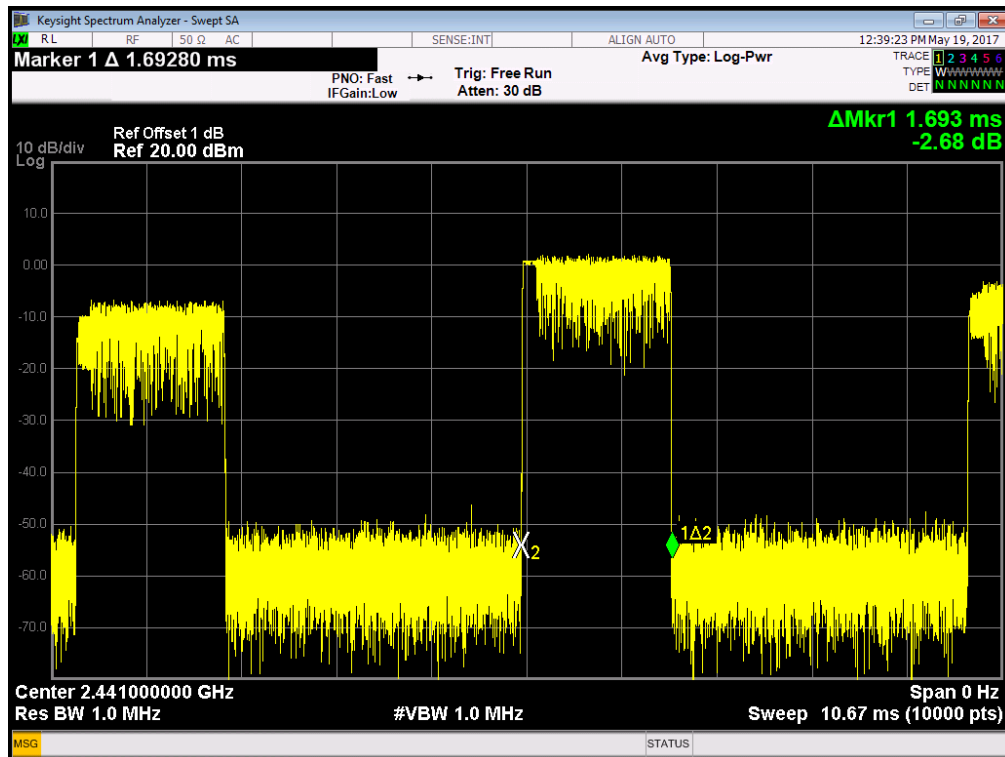 Keysight Spectrum Analyzer - Swept SA
LXI RL RF 50 Ω AC SENSE:INT ALIGN AUTO 12:39:23 PM May 19, 2017
Marker 1 Δ 1.69280 ms
PNO: Fast
IFGain:Low
Trig: Free Run
Atten: 30 dB
Avg Type: Log-Pwr
TRACE 1 2 3 4 5 6
TYPE WWWWWW
DET N N N N N N
ΔMkr1 1.693 ms
-2.68 dB
Ref Offset 1 dB
10 dB/div Ref 20.00 dBm
Log
10.0
0.00
-10.0
-20.0
-30.0
-40.0
-50.0
-60.0
-70.0
2
1Δ2
Center 2.441000000 GHz Span 0 Hz
Res BW 1.0 MHz #VBW 1.0 MHz Sweep 10.67 ms (10000 pts)
MSG STATUS